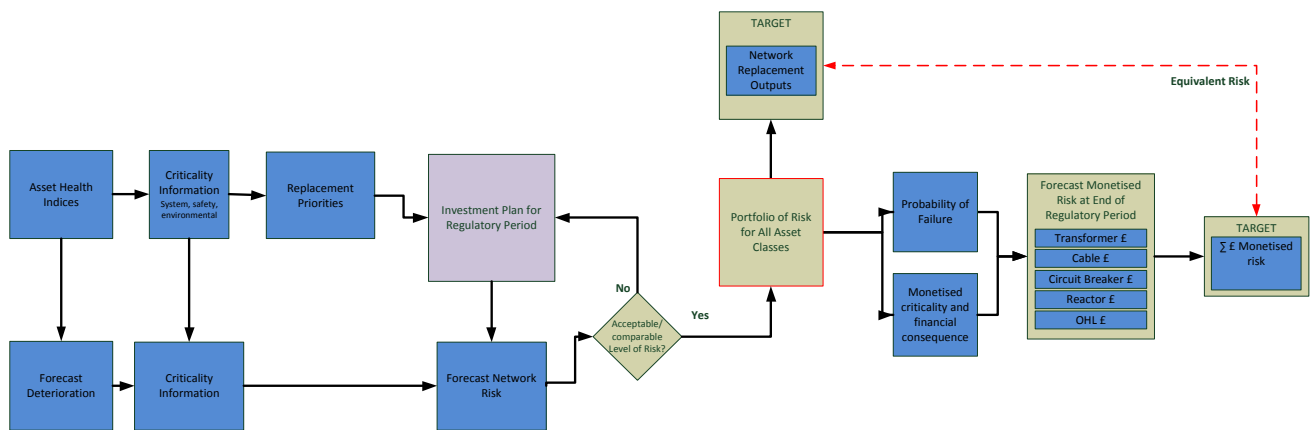 Asset Health
Indices
Criticality
Information
System, safety,
environmental
Replacement
Priorities
Investment Plan for
Regulatory Period
Forecast
Deterioration
Criticality
Information
Forecast Network
Risk
No
Acceptable/
comparable
Level of Risk?
Yes
TARGET
Network
Replacement
Outputs
Portfolio of Risk
for All Asset
Classes
Probability of
Failure
Monetised
criticality and
financial
consequence
Forecast Monetised
Risk at End of
Regulatory Period
Transformer £
Cable £
Circuit Breaker £
Reactor £
OHL £
Equivalent Risk
TARGET
∑ £ Monetised
risk